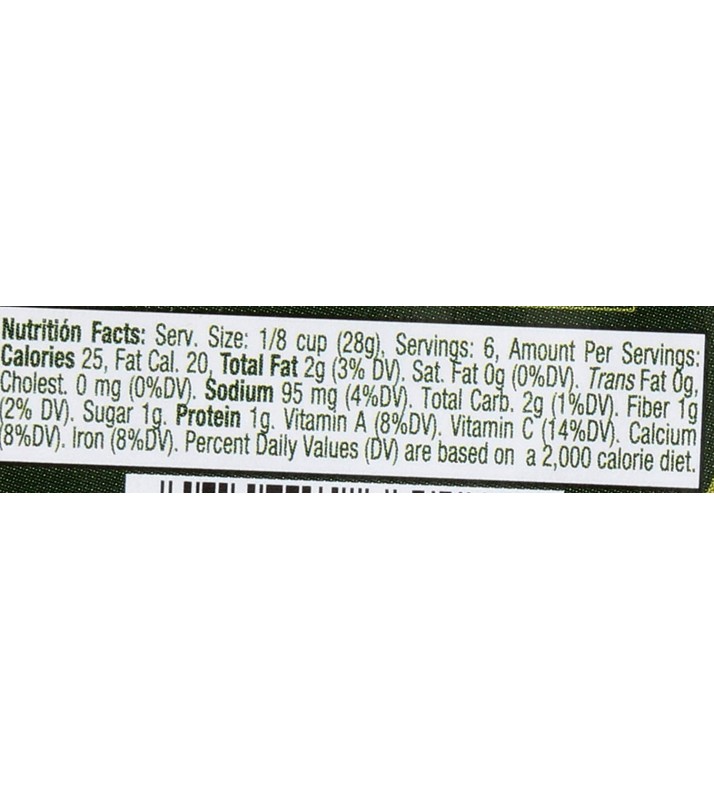 Nutrition Facts: Serv. Size: 1/8 cup (28g), Servings: 6, Amount Per Servings:
Calories 25, Fat Cal. 20, Total Fat 2g (3% DV). Sat. Fat 0g (0%DV). Trans Fat 0g,
Cholest. 0 mg (0%DV). Sodium 95 mg (4%DV), Total Carb. 2g (1%DV). Fiber 1g
(2% DV). Sugar 1g. Protein 1g. Vitamin A (8%DV). Vitamin C (14%DV). Calcium
(8%DV). Iron (8%DV). Percent Daily Values (DV) are based on a 2,000 calorie diet.